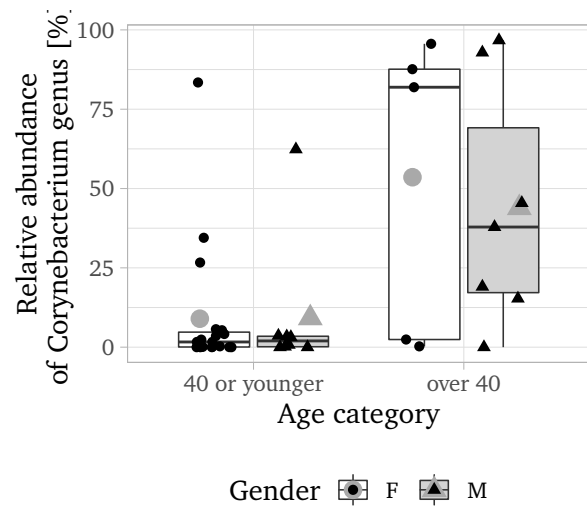 Relative abundance
of Corynebacterium genus [%]
100
75
50
25
0
40 or younger
over 40
Age category
Gender F M